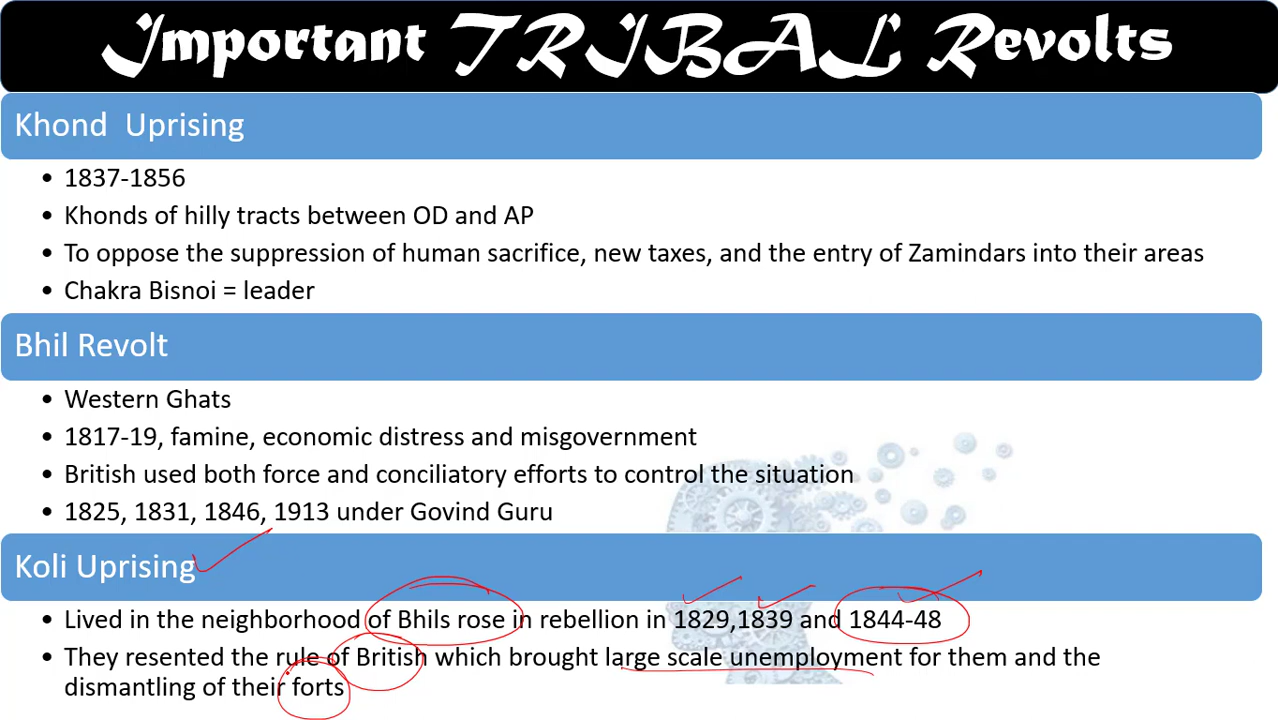 Important TRIBAL Revolts
Khond Uprising
• 1837-1856
• Khonds of hilly tracts between OD and AP
• To oppose the suppression of human sacrifice, new taxes, and the entry of Zamindars into their areas
• Chakra Bisnoi = leader
Bhil Revolt
• Western Ghats
• 1817-19, famine, economic distress and misgovernment
• British used both force and conciliatory efforts to control the situation
• 1825, 1831, 1846, 1913 under Govind Guru
Koli Uprising
• Lived in the neighborhood of Bhils rose in rebellion in 1829,1839 and 1844-48
• They resented the rule of British which brought large scale unemployment for them and the
dismantling of their forts